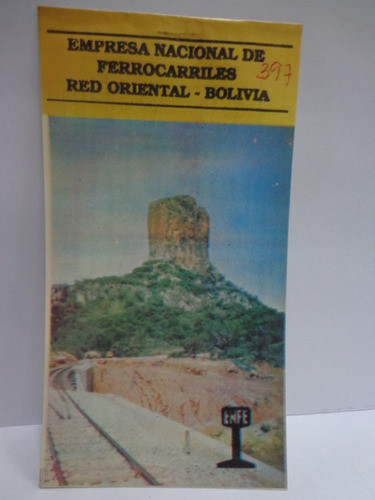 EMPRESA NACIONAL DE
FERROCARRILES
RED ORIENTAL - BOLIVIA
397
ENFE